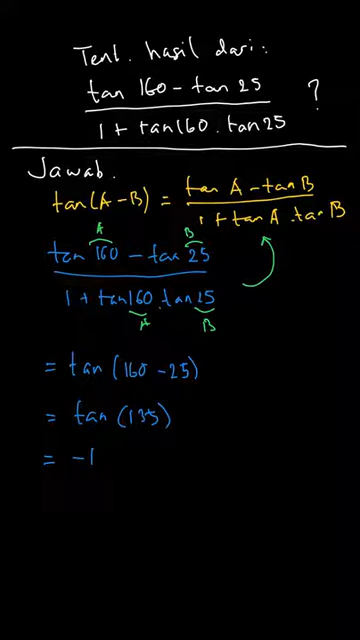 Tent. hasil dari:
tan 160 - tan 25
1 + tan160 . tan25
?
Jawab.
tan(A - B) = tan A - tan B
1 + tan A . tan B
A B
tan 160 - tan 25
1 + tan160 . tan25
A B
= tan (160 - 25)
= tan (135)
= -1